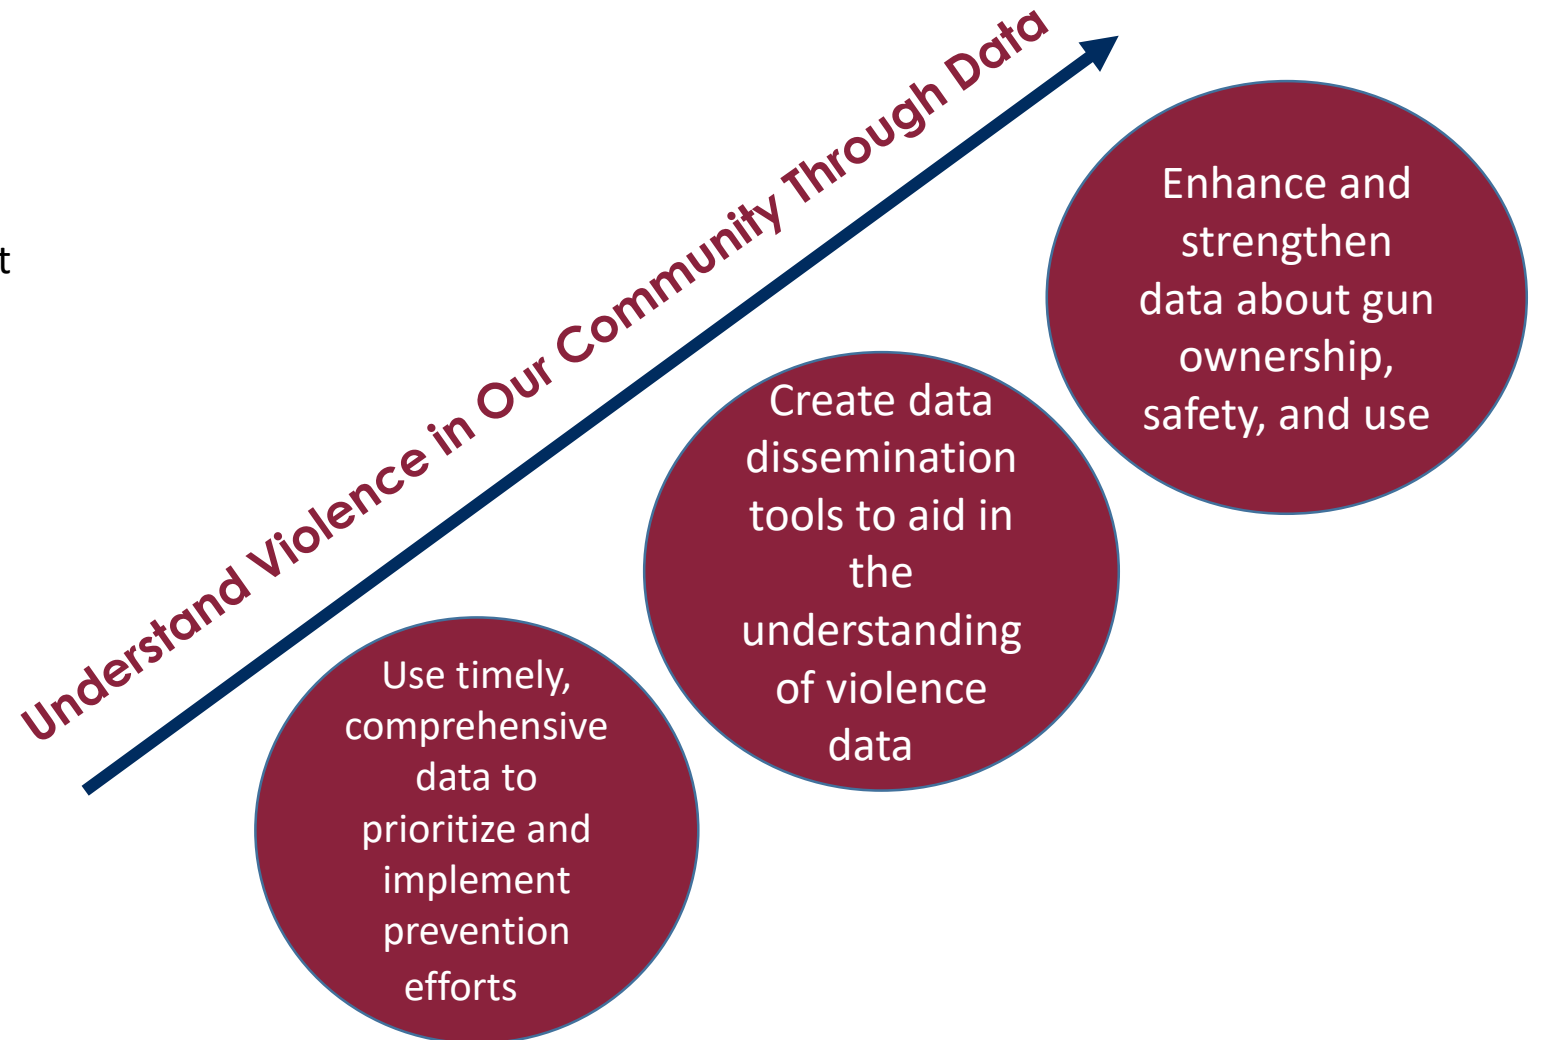 Understand Violence in Our Community Through Data
t
Use timely,
comprehensive
data to
prioritize and
implement
prevention
efforts
Create data
dissemination
tools to aid in
the
understanding
of violence
data
Enhance and
strengthen
data about gun
ownership,
safety, and use